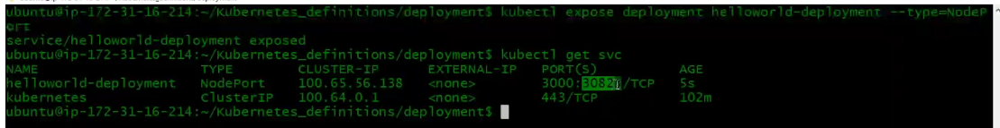 ubuntu@ip-172-31-16-214:~/Kubernetes_definitions/deployment$ kubectl expose deployment helloworld-deployment --type=NodeP
ort
service/helloworld-deployment exposed
ubuntu@ip-172-31-16-214:~/Kubernetes_definitions/deployment$ kubectl get svc
NAME TYPE CLUSTER-IP EXTERNAL-IP PORT(S) AGE
helloworld-deployment NodePort 100.65.56.138 <none> 5s
kubernetes ClusterIP 100.64.0.1 <none> 443/TCP 102m
ubuntu@ip-172-31-16-214:~/Kubernetes_definitions/deployment$